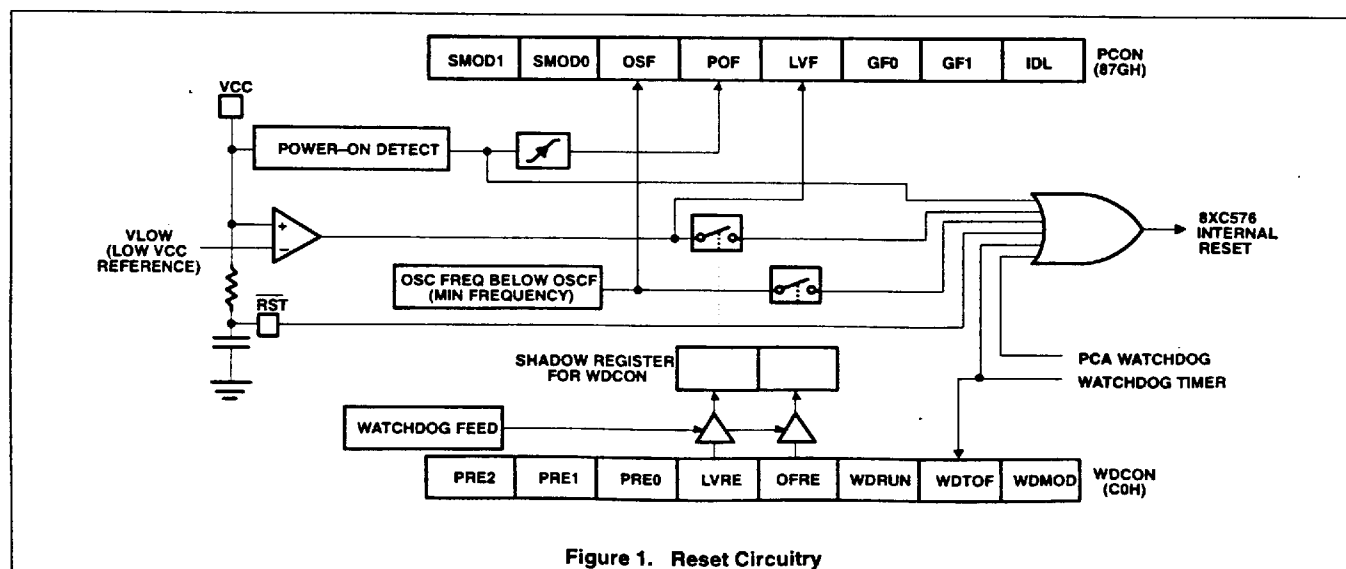 SMOD1 SMOD0 OSF POF LVF GF0 GF1 IDL
PCON
(87GH)
VCC
POWER–ON DETECT
+
−
VLOW
(LOW VCC
REFERENCE)
8XC576
INTERNAL
RESET
OSC FREQ BELOW OSCF
(MIN FREQUENCY)
RST
SHADOW REGISTER
FOR WDCON
PCA WATCHDOG
WATCHDOG TIMER
WATCHDOG FEED
PRE2 PRE1 PRE0 LVRE OFRE WDRUN WDTOF WDMOD
WDCON
(C0H)
Figure 1. Reset Circuitry